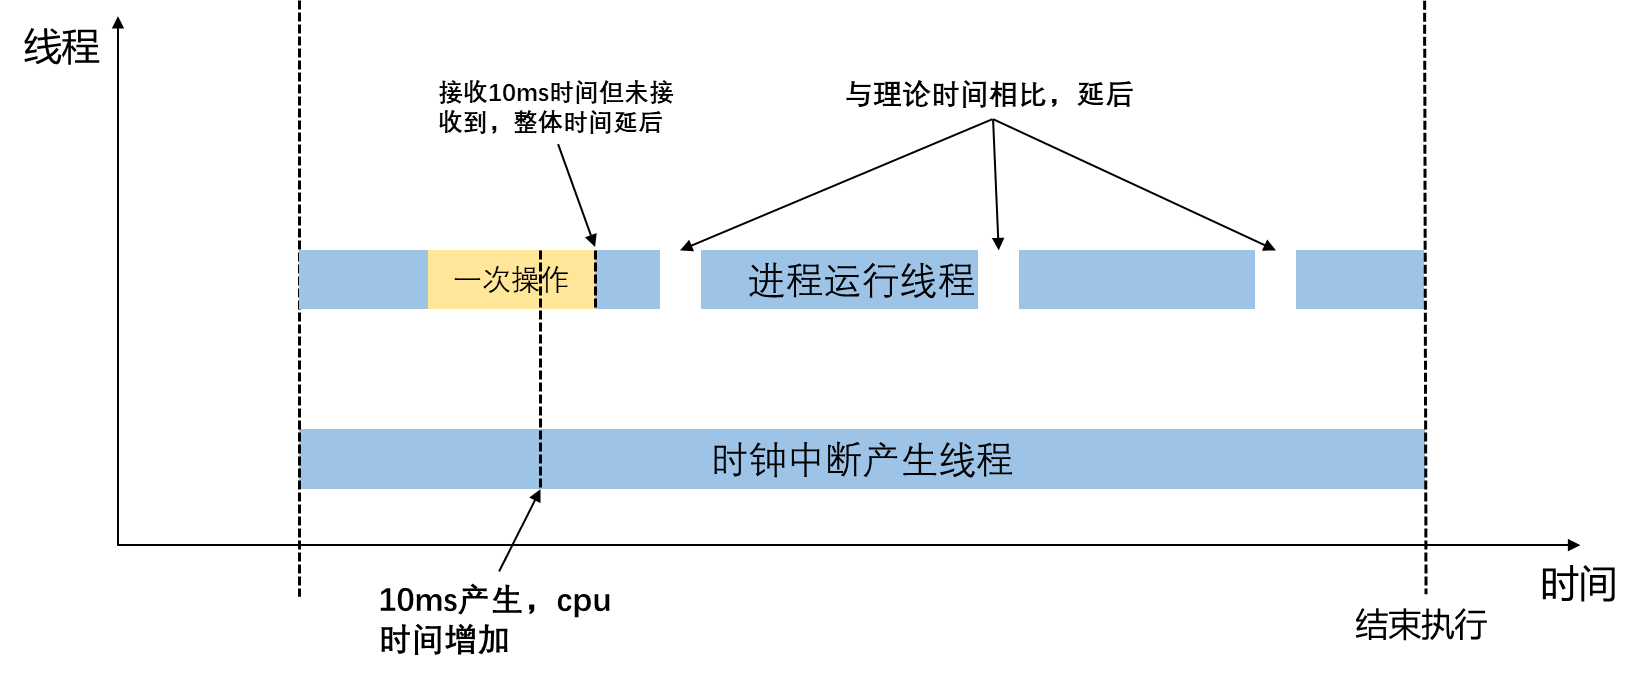 线程
接收10ms时间但未接
收到，整体时间延后
与理论时间相比，延后
一次操作
进程运行线程
时钟中断产生线程
10ms产生，cpu
时间增加
时间
结束执行